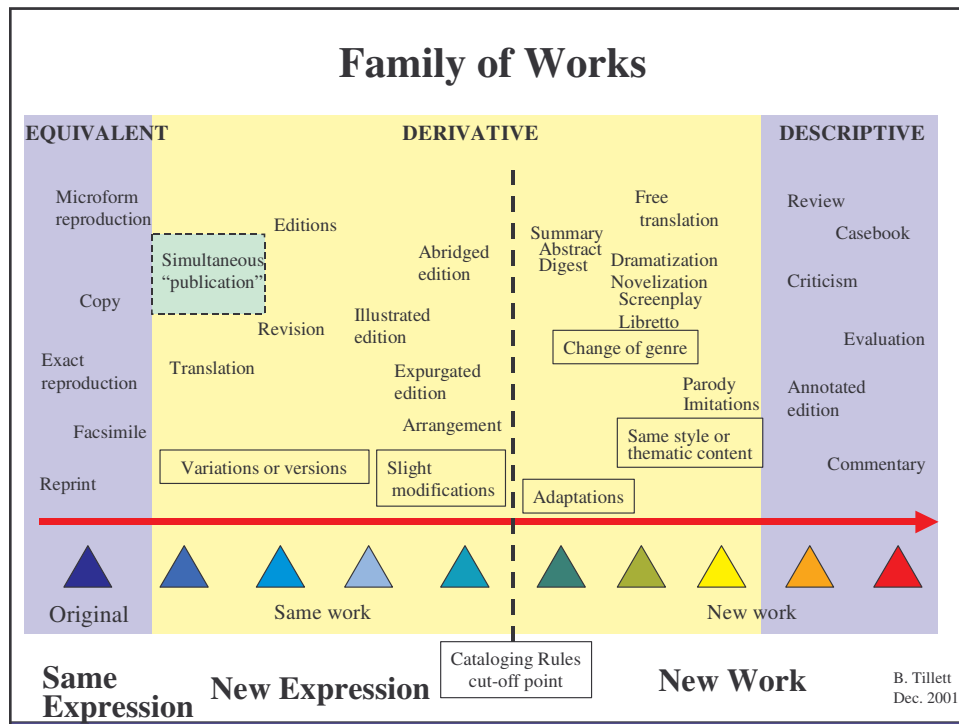 Family of Works
EQUIVALENT
DERIVATIVE
DESCRIPTIVE
Microform
reproduction
Copy
Exact
reproduction
Facsimile
Reprint
Simultaneous
“publication”
Editions
Revision
Translation
Illustrated
edition
Abridged
edition
Expurgated
edition
Arrangement
Variations or versions
Slight
modifications
Summary
Abstract
Digest
Free
translation
Dramatization
Novelization
Screenplay
Libretto
Change of genre
Parody
Imitations
Same style or
thematic content
Adaptations
Review
Casebook
Criticism
Evaluation
Annotated
edition
Commentary
Original
Same work
New work
Same
Expression
New Expression
Cataloging Rules
cut-off point
New Work
B. Tillett
Dec. 2001